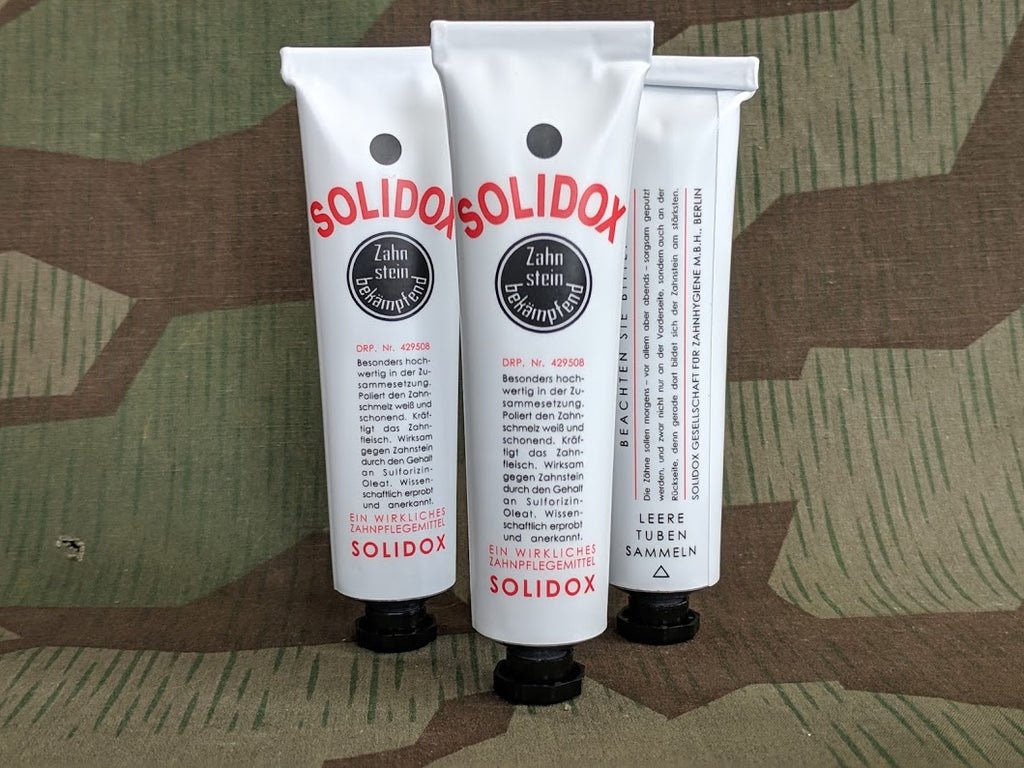 SOLIDOX
Zahn
stein
bekämpfend
DRP. Nr. 429508
Besonders hoch-
wertig in der Zu-
sammesetzung.
Poliert den Zahn-
schmelz weiß und
schonend. Kräf-
tigt das Zahn-
fleisch. Wirksam
gegen Zahnstein
durch den Gehalt
an Sulforizin-
Oleat. Wissen-
schaftlich erprobt
und anerkannt.
EIN WIRKLICHES
ZAHNPFLEGEMITTEL
SOLIDOX
SOLIDOX
Zahn
stein
bekämpfend
DRP. Nr. 429508
Besonders hoch-
wertig in der Zu-
sammesetzung.
Poliert den Zahn-
schmelz weiß und
schonend. Kräf-
tigt das Zahn-
fleisch. Wirksam
gegen Zahnstein
durch den Gehalt
an Sulforizin-
Oleat. Wissen-
schaftlich erprobt
und anerkannt.
EIN WIRKLICHES
ZAHNPFLEGEMITTEL
SOLIDOX
BEACHTEN SIE
Die Zähne sollen morgens – vor allem aber abends – sorgsam geputzt
werden, und zwar nicht nur an der Vorderseite, sondern auch an der
Rückseite, denn gerade dort bildet sich der Zahnstein am stärksten.
SOLIDOX GESELLSCHAFT FÜR ZAHNHYGIENE M.B.H., BERLIN
LEERE
TUBEN
SAMMELN